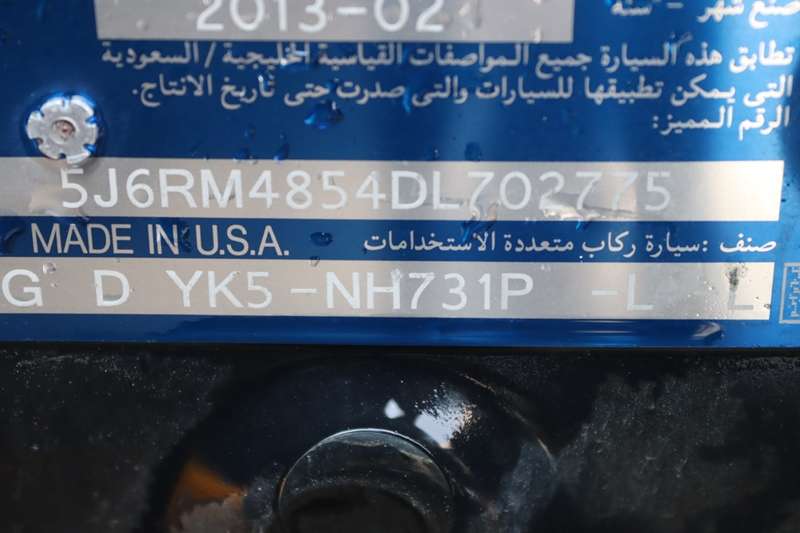 2013-02 صنع شهر - سنة
تطابق هذه السيارة جميع المواصفات القياسية الخليجية / السعودية
التي يمكن تطبيقها للسيارات والتي صدرت حتى تاريخ الانتاج.
الرقم المميز:
5J6RM4854DL702775
MADE IN U.S.A. صنف : سيارة ركاب متعددة الاستخدامات
G D YK5 -NH731P -L L